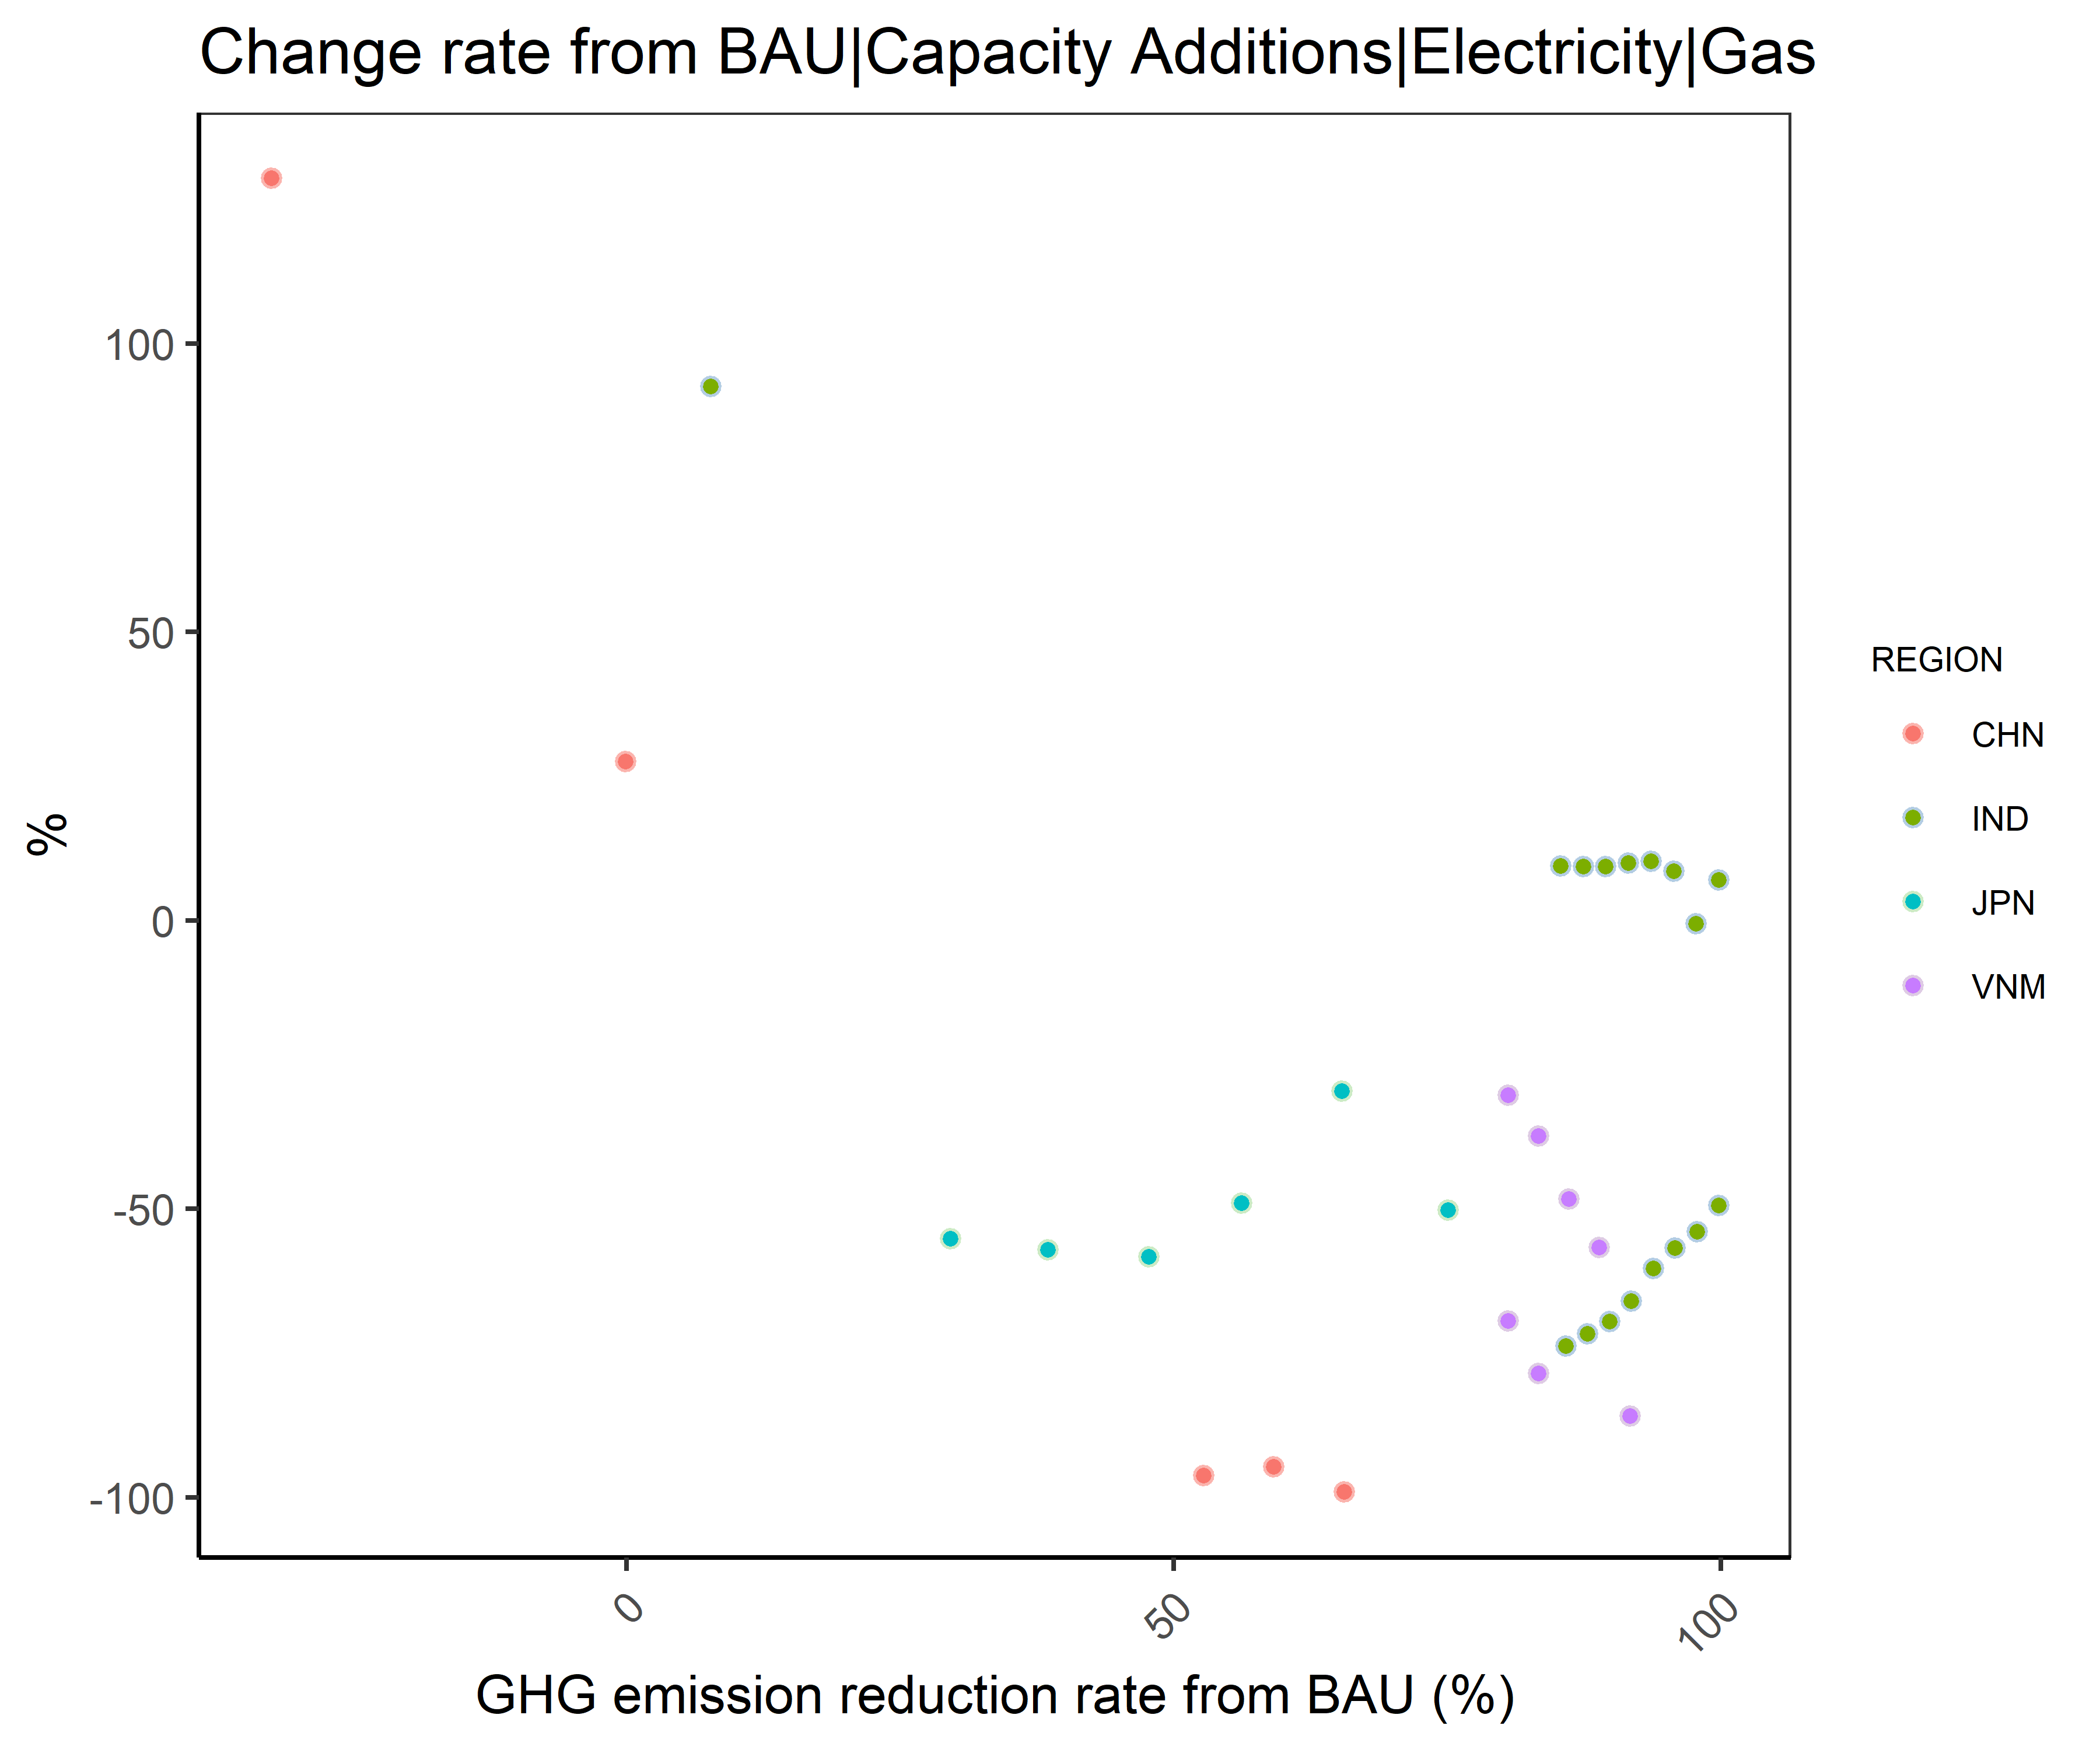 Change rate from BAU|Capacity Additions|Electricity|Gas
%
100
50
0
-50
-100
0
50
100
GHG emission reduction rate from BAU (%)
REGION
CHN
IND
JPN
VNM